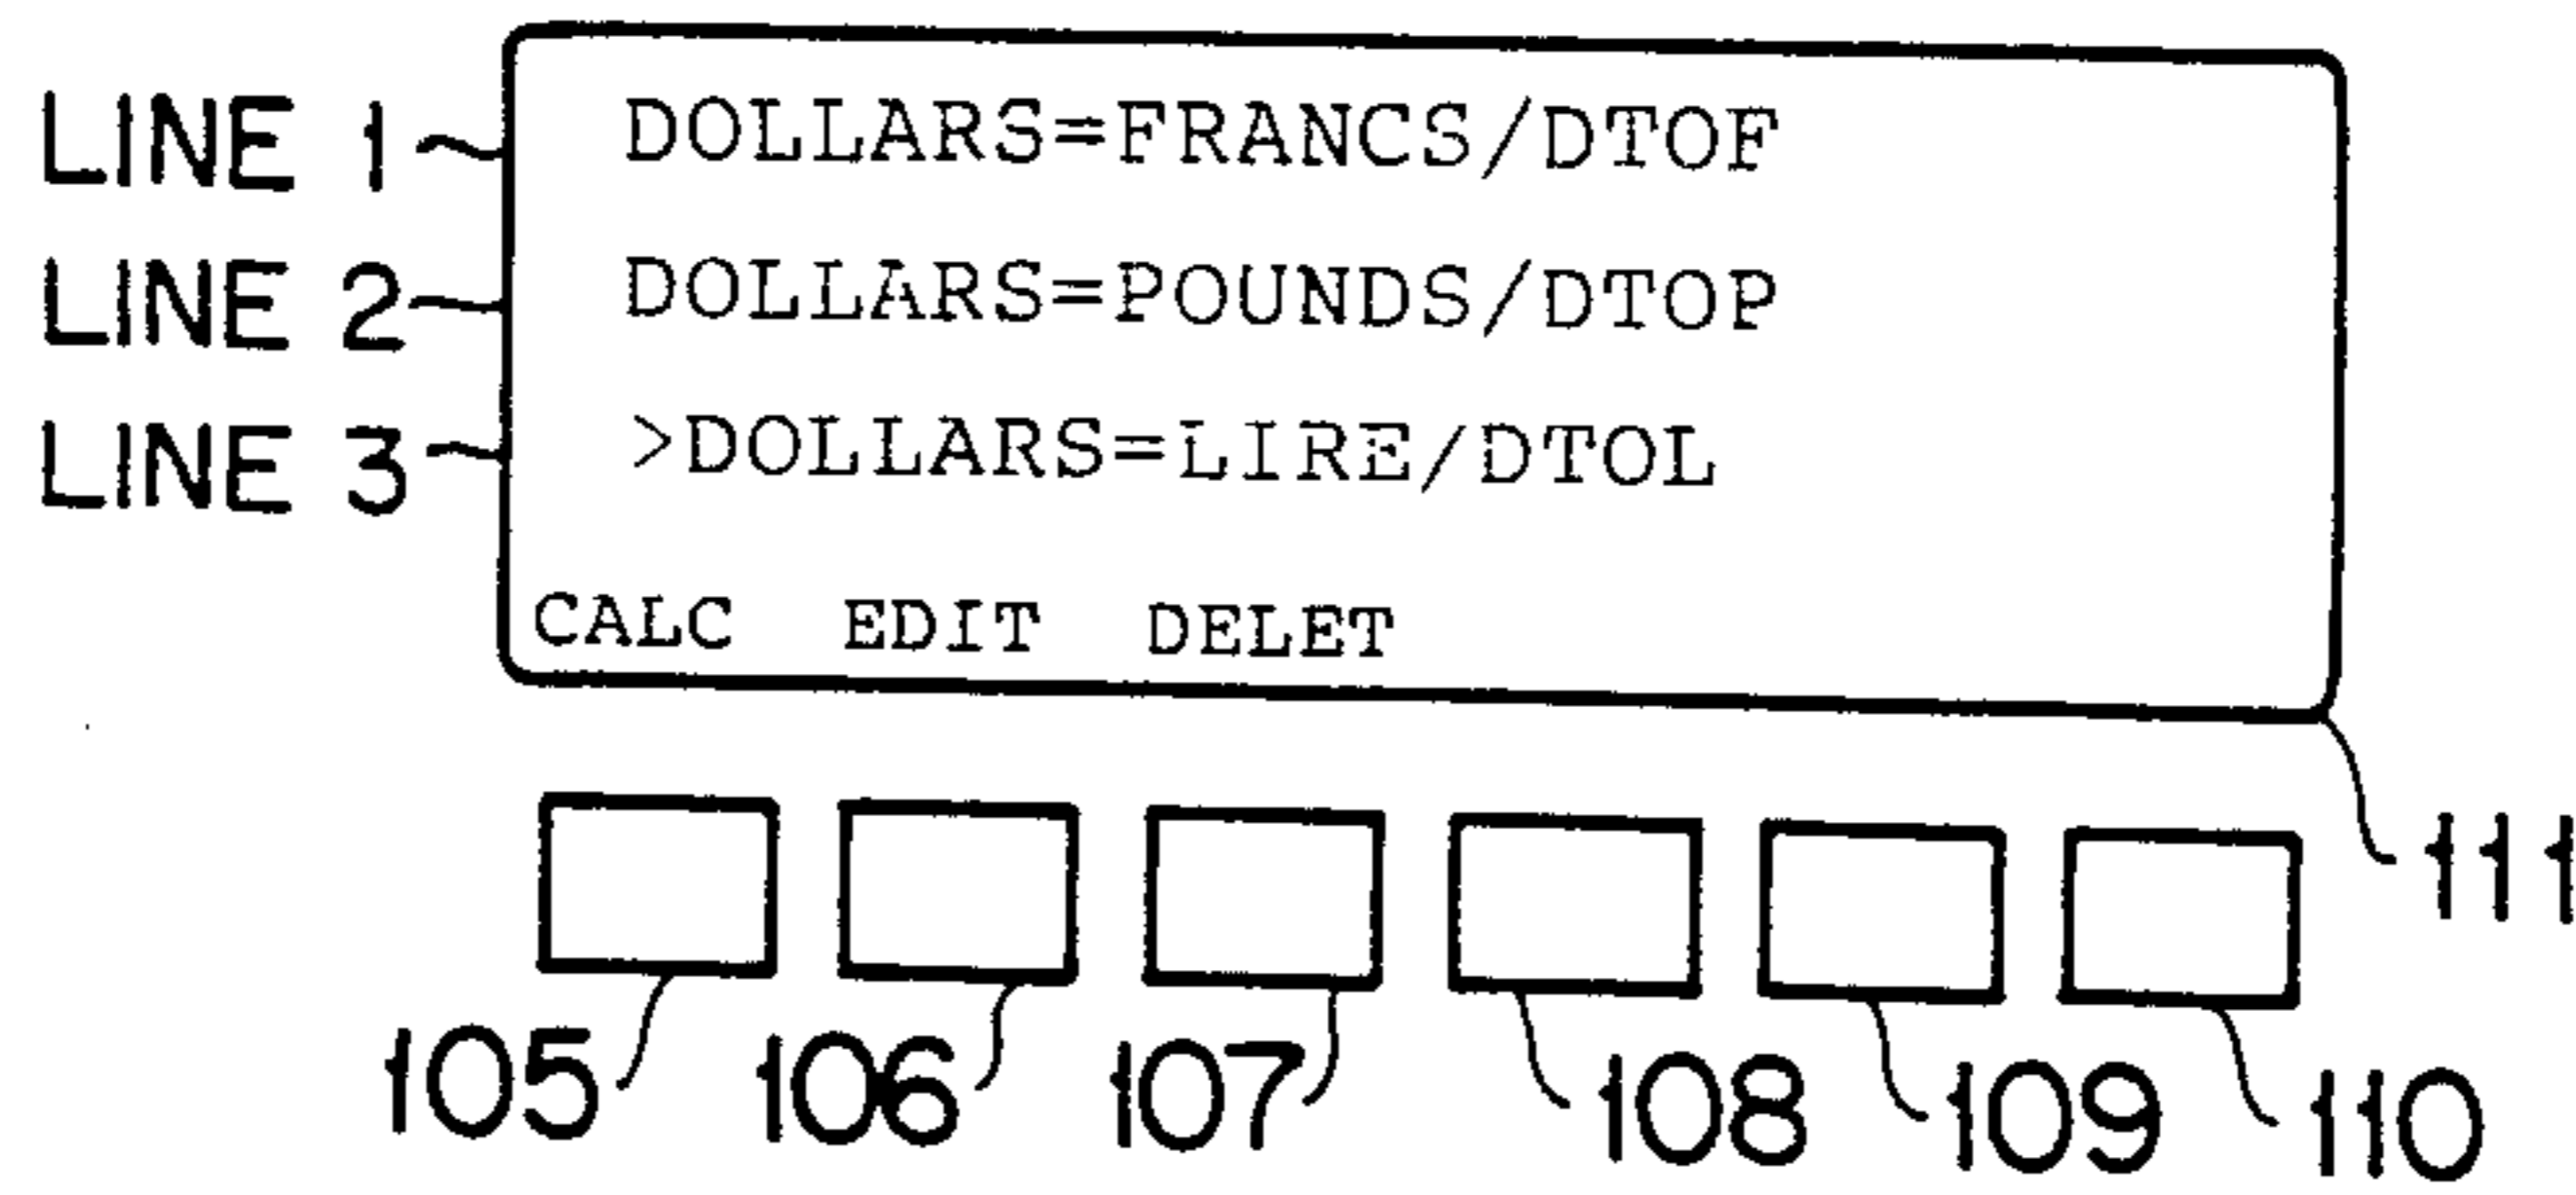 LINE 1 DOLLARS=FRANCS/DTOF
LINE 2 DOLLARS=POUNDS/DTOP
LINE 3 >DOLLARS=LIRE/DTOL
CALC EDIT DELET
111
105 106 107 108 109 110